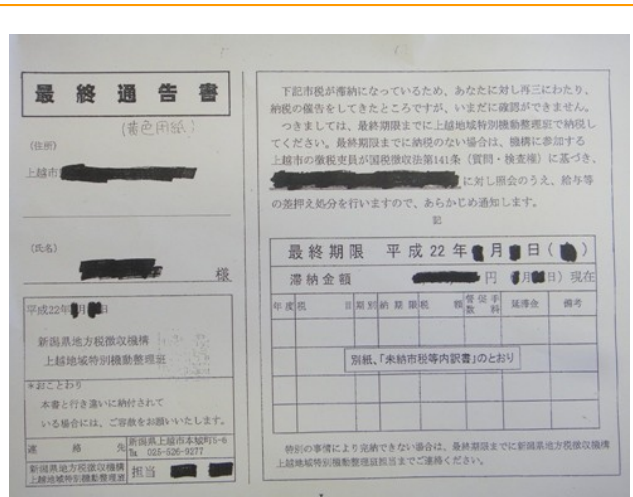 最終通告書
(黄色用紙)
(住所)
上越市
(氏名)
様
平成22年 月 日
新潟県地方税徴収機構
上越地域特別機動整理班
*おことわり
本書と行き違いに納付されて
いる場合には、ご容赦をお願いいたします。
連絡先
新潟県上越市本城町5-6
℡ 025-526-9277
新潟県地方税徴収機構
上越地域特別機動整理班
担当
下記市税が滞納になっているため、あなたに対し再三にわたり、
納税の催告をしてきたところですが、いまだに確認ができません。
つきましては、最終期限までに上越地域特別機動整理班で納税し
てください。最終期限までに納税のない場合は、機構に参加する
上越市の徴税吏員が国税徴収法第141条(質問・検査権)に基づき、
に対し照会のうえ、給与等
の差押え処分を行いますので、あらかじめ通知します。
記
最終期限 平成22年 月 日( )
滞納金額 円( 月 日)現在
年度 税目 期別 納期限 税額 督促手数料 延滞金 備考
別紙、「未納市税等内訳書」のとおり
特別の事情により完納できない場合は、最終期限までに新潟県地方税徴収機構
上越地域特別機動整理班担当までご連絡ください。